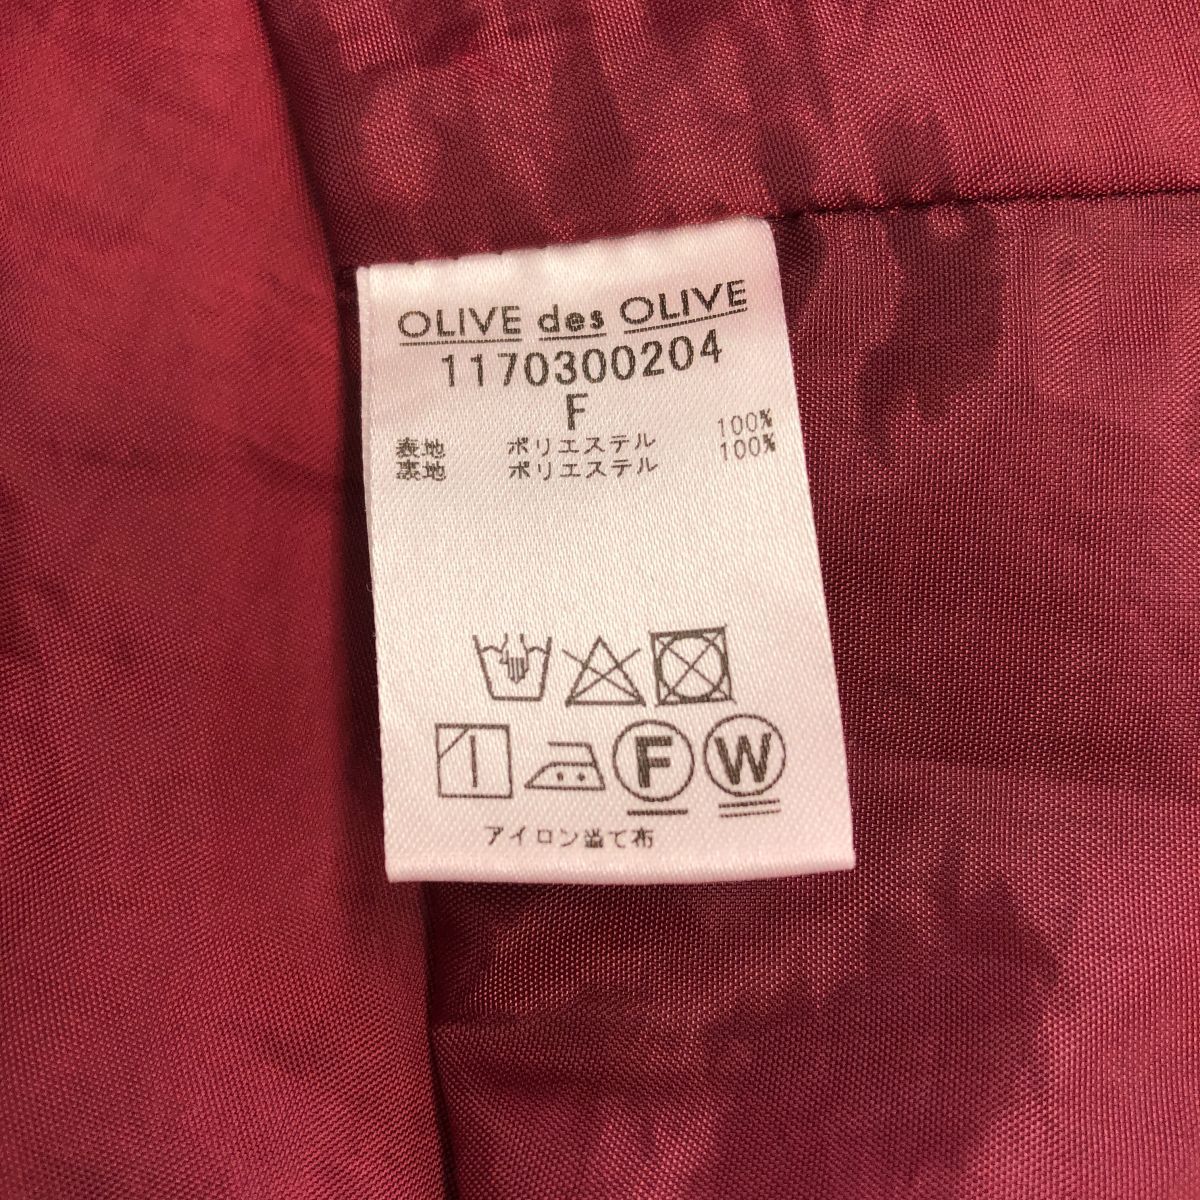 OLIVE des OLIVE
1170300204
F
表地 ポリエステル 100%
裏地 ポリエステル 100%
F W
アイロン当て布